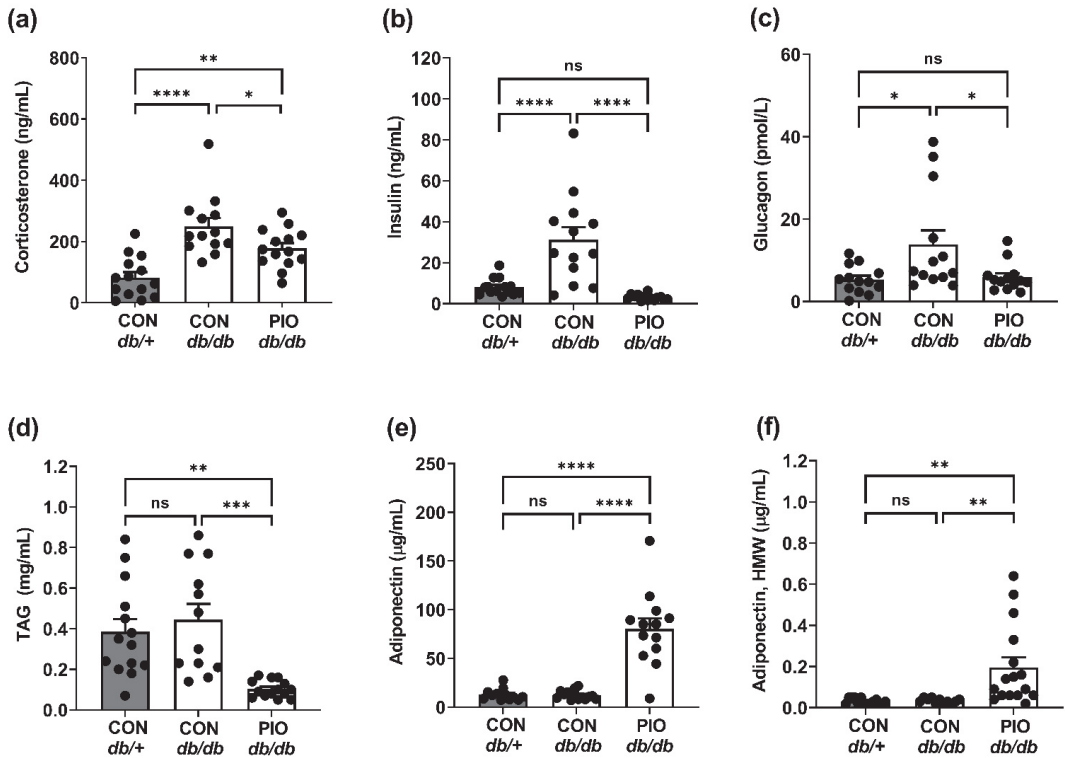 (a)
Corticosterone (ng/mL)
800
600
400
200
0
**
****
*
CON
db/+
CON
db/db
PIO
db/db
(b)
Insulin (ng/mL)
120
100
80
60
40
20
0
ns
****
****
CON
db/+
CON
db/db
PIO
db/db
(c)
Glucagon (pmol/L)
60
40
20
0
ns
*
*
CON
db/+
CON
db/db
PIO
db/db
(d)
TAG (mg/mL)
1.2
1.0
0.8
0.6
0.4
0.2
0.0
**
ns
***
CON
db/+
CON
db/db
PIO
db/db
(e)
Adiponectin (μg/mL)
250
200
150
100
50
0
****
ns
****
CON
db/+
CON
db/db
PIO
db/db
(f)
Adiponectin, HMW (μg/mL)
1.2
1.0
0.8
0.6
0.4
0.2
0.0
**
ns
**
CON
db/+
CON
db/db
PIO
db/db